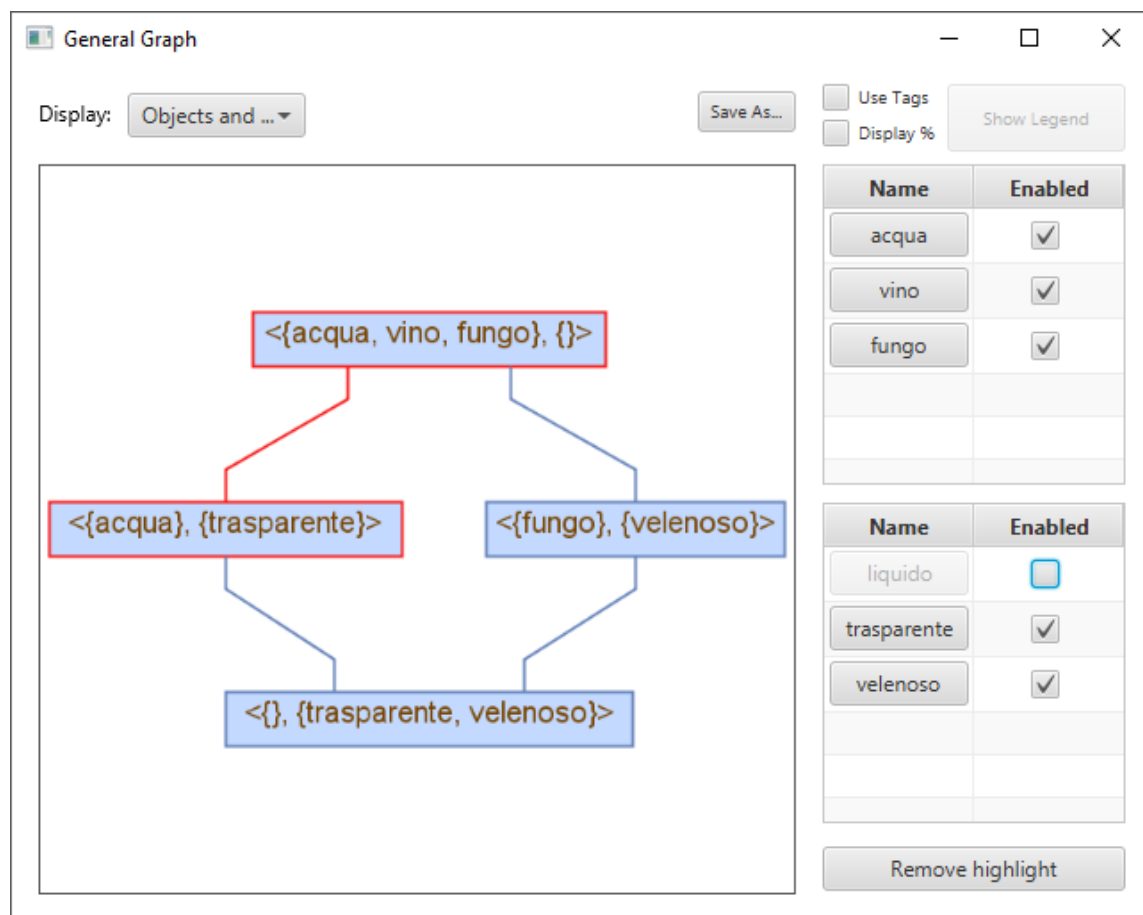 General Graph
Display:
Objects and ...
Save As...
Use Tags
Display %
Show Legend
<{acqua, vino, fungo}, {}>
<{acqua}, {trasparente}>
<{fungo}, {velenoso}>
<{}, {trasparente, velenoso}>
Name Enabled
acqua
vino
fungo
Name Enabled
liquido
trasparente
velenoso
Remove highlight